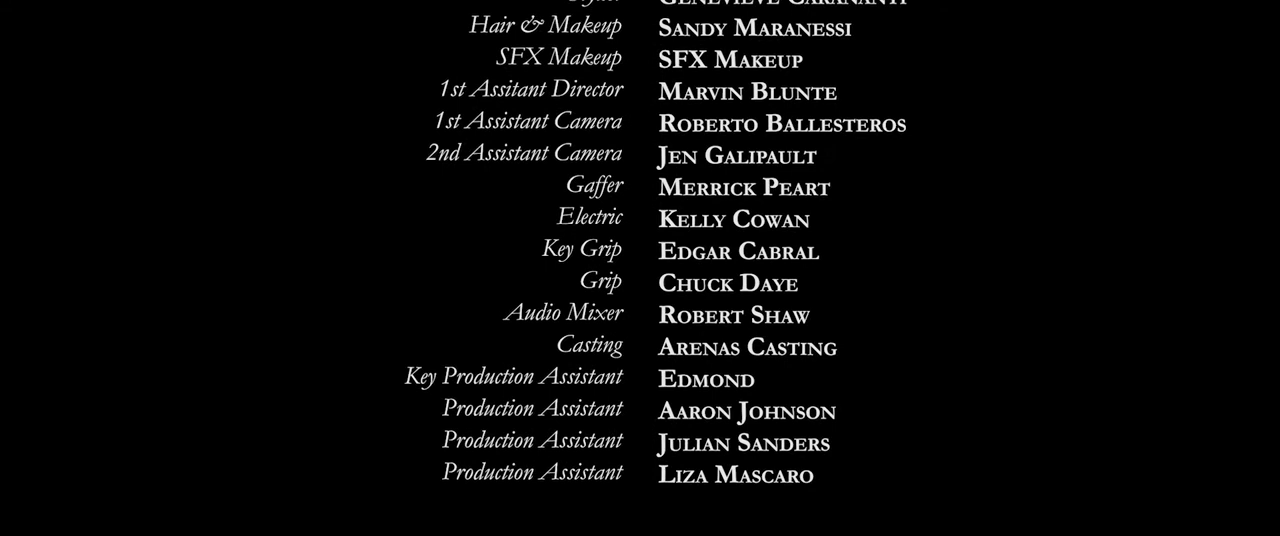 Hair & Makeup SANDY MARANESSI
SFX Makeup SFX MAKEUP
1st Assitant Director MARVIN BLUNTE
1st Assistant Camera ROBERTO BALLESTEROS
2nd Assistant Camera JEN GALIPAULT
Gaffer MERRICK PEART
Electric KELLY COWAN
Key Grip EDGAR CABRAL
Grip CHUCK DAYE
Audio Mixer ROBERT SHAW
Casting ARENAS CASTING
Key Production Assistant EDMOND
Production Assistant AARON JOHNSON
Production Assistant JULIAN SANDERS
Production Assistant LIZA MASCARO